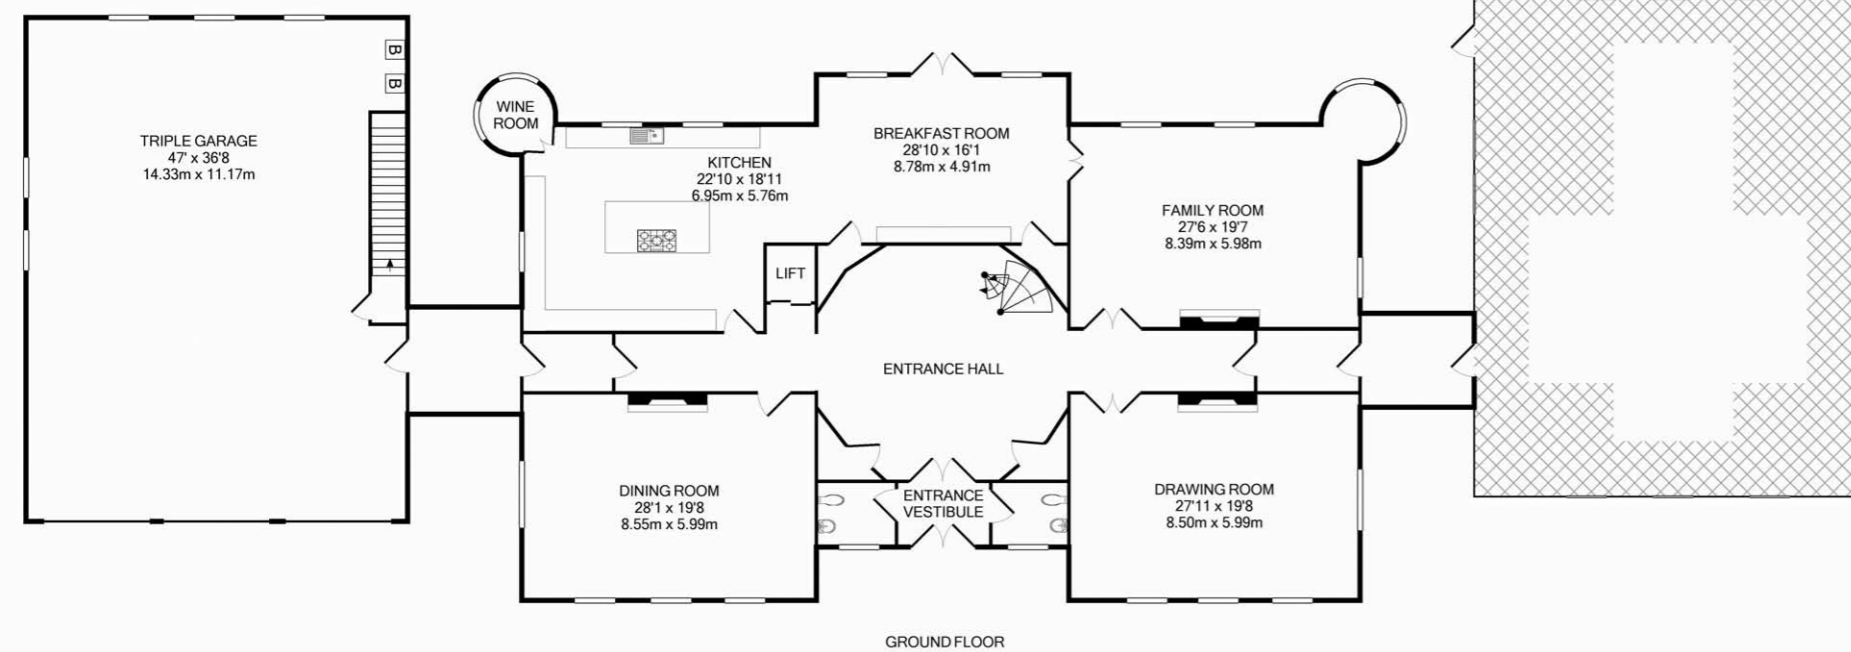 TRIPLE GARAGE
47' x 36'8
14.33m x 11.17m
B
B
WINE
ROOM
KITCHEN
22'10 x 18'11
6.95m x 5.76m
BREAKFAST ROOM
28'10 x 16'1
8.78m x 4.91m
FAMILY ROOM
27'6 x 19'7
8.39m x 5.98m
LIFT
ENTRANCE HALL
DINING ROOM
28'1 x 19'8
8.55m x 5.99m
ENTRANCE
VESTIBULE
DRAWING ROOM
27'11 x 19'8
8.50m x 5.99m
GROUND FLOOR